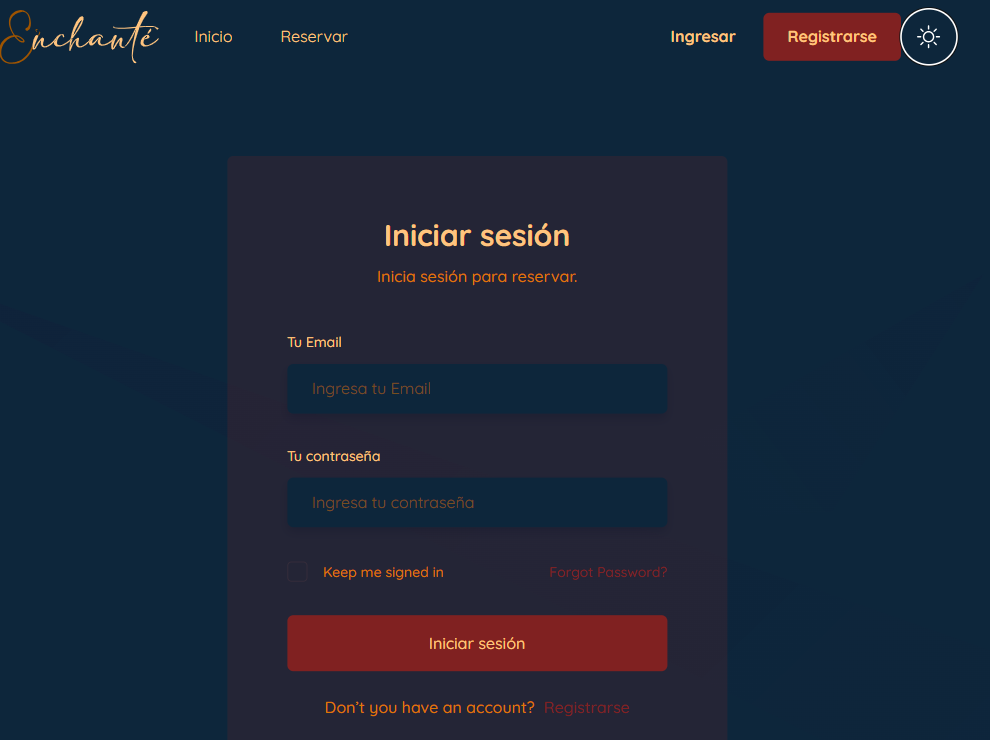 Enchanté Inicio Reservar Ingresar Registrarse
Iniciar sesión
Inicia sesión para reservar.
Tu Email
Ingresa tu Email
Tu contraseña
Ingresa tu contraseña
Keep me signed in Forgot Password?
Iniciar sesión
Don't you have an account? Registrarse